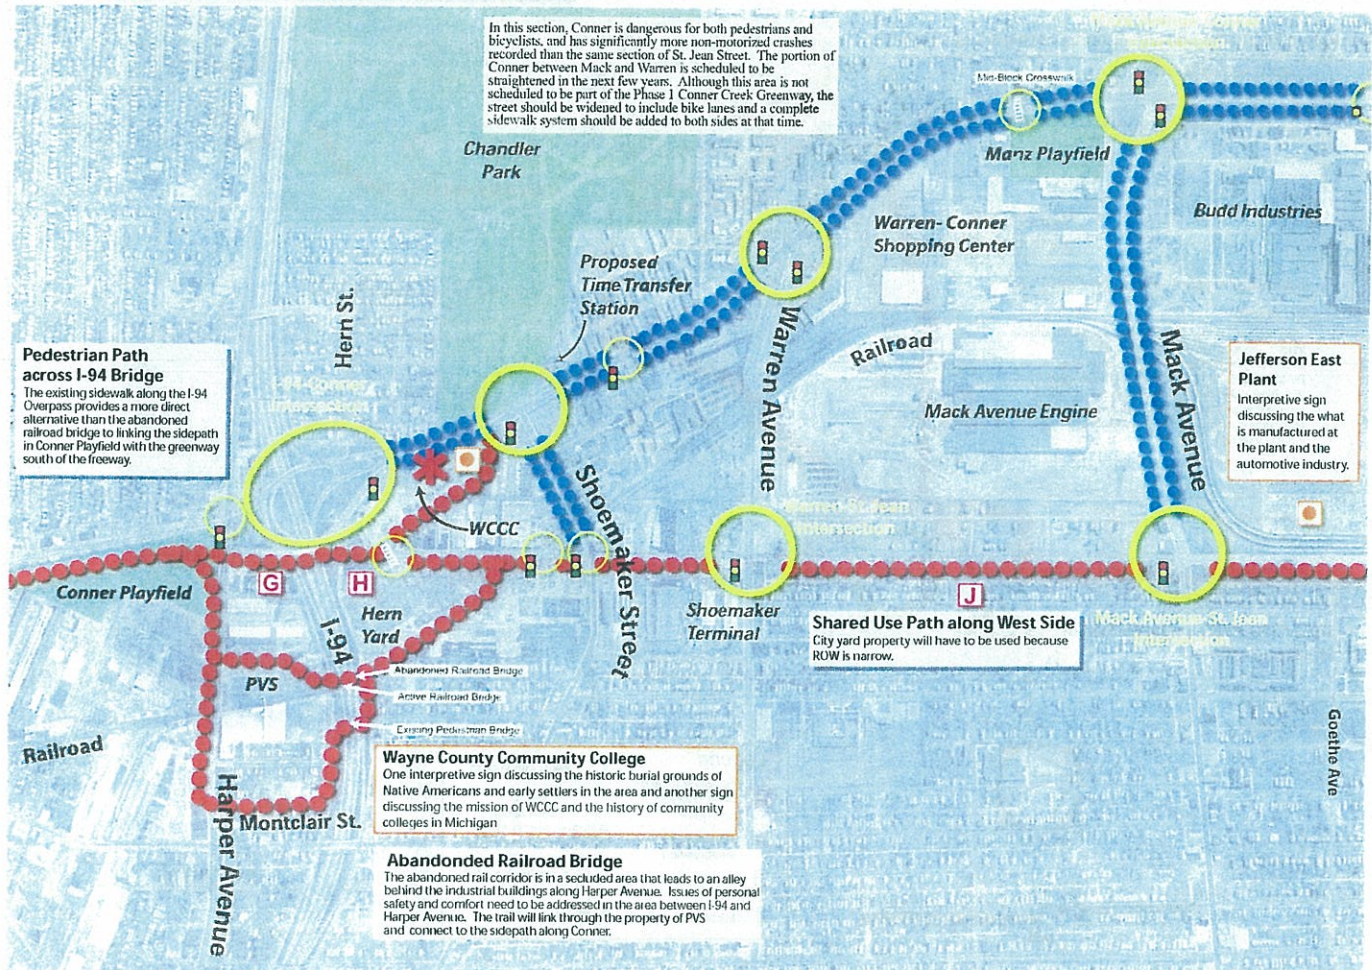 In this section, Conner is dangerous for both pedestrians and
bicyclists, and has significantly more non-motorized crashes
recorded than the same section of St. Jean Street. The portion of
Conner between Mack and Warren is scheduled to be
straightened in the next few years. Although this area is not
scheduled to be part of the Phase 1 Conner Creek Greenway, the
street should be widened to include bike lanes and a complete
sidewalk system should be added to both sides at that time.
Mid-Block Crosswalk
Chandler
Park
Manz Playfield
Budd Industries
Warren-Conner
Shopping Center
Proposed
Time Transfer
Station
Hern St.
Warren Avenue
Railroad
Mack Avenue
Pedestrian Path
across I-94 Bridge
The existing sidewalk along the I-94
Overpass provides a more direct
alternative than the abandoned
railroad bridge to linking the sidepath
in Conner Playfield with the greenway
south of the freeway.
I-94-Conner
Intersection
Mack Avenue Engine
Jefferson East
Plant
Interpretive sign
discussing the what
is manufactured at
the plant and the
automotive industry.
Shoemaker Street
WCCC
Intersection
Conner Playfield
G
H
J
Hern
Yard
I-94
Shoemaker
Terminal
Shared Use Path along West Side
City yard property will have to be used because
ROW is narrow.
Mack Avenue-St. Jean
Intersection
PVS
Abandoned Railroad Bridge
Active Railroad Bridge
Existing Pedestrian Bridge
Railroad
Goethe Ave
Harper Avenue
Montclair St.
Wayne County Community College
One interpretive sign discussing the historic burial grounds of
Native Americans and early settlers in the area and another sign
discussing the mission of WCCC and the history of community
colleges in Michigan
Abandonded Railroad Bridge
The abandoned rail corridor is in a secluded area that leads to an alley
behind the industrial buildings along Harper Avenue. Issues of personal
safety and comfort need to be addressed in the area between I-94 and
Harper Avenue. The trail will link through the property of PVS
and connect to the sidepath along Conner.